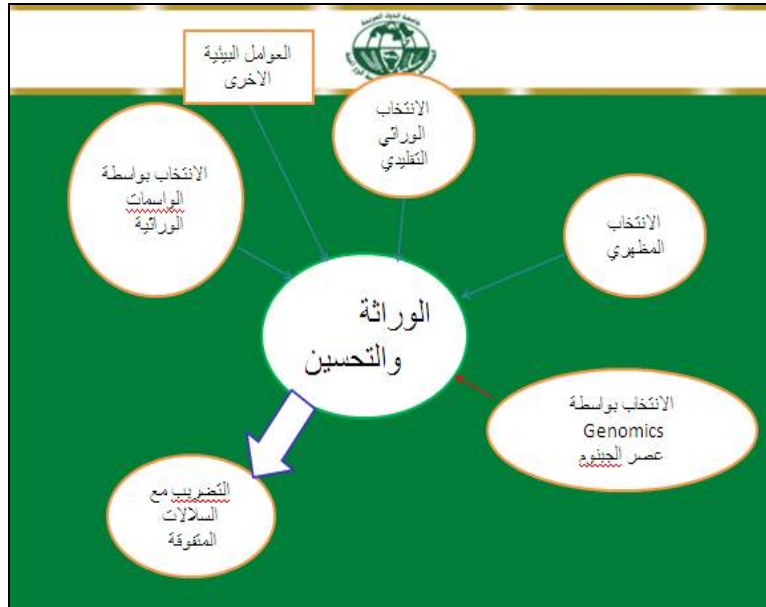 العوامل البيئية
الاخرى
الانتخاب
الوراثي
التقليدي
الانتخاب بواسطة
الواسمات
الوراثية
الانتخاب
المظهري
الوراثة
والتحسين
الانتخاب بواسطة
Genomics
عصر الجينوم
التضريب مع
السلالات
المتفوقة